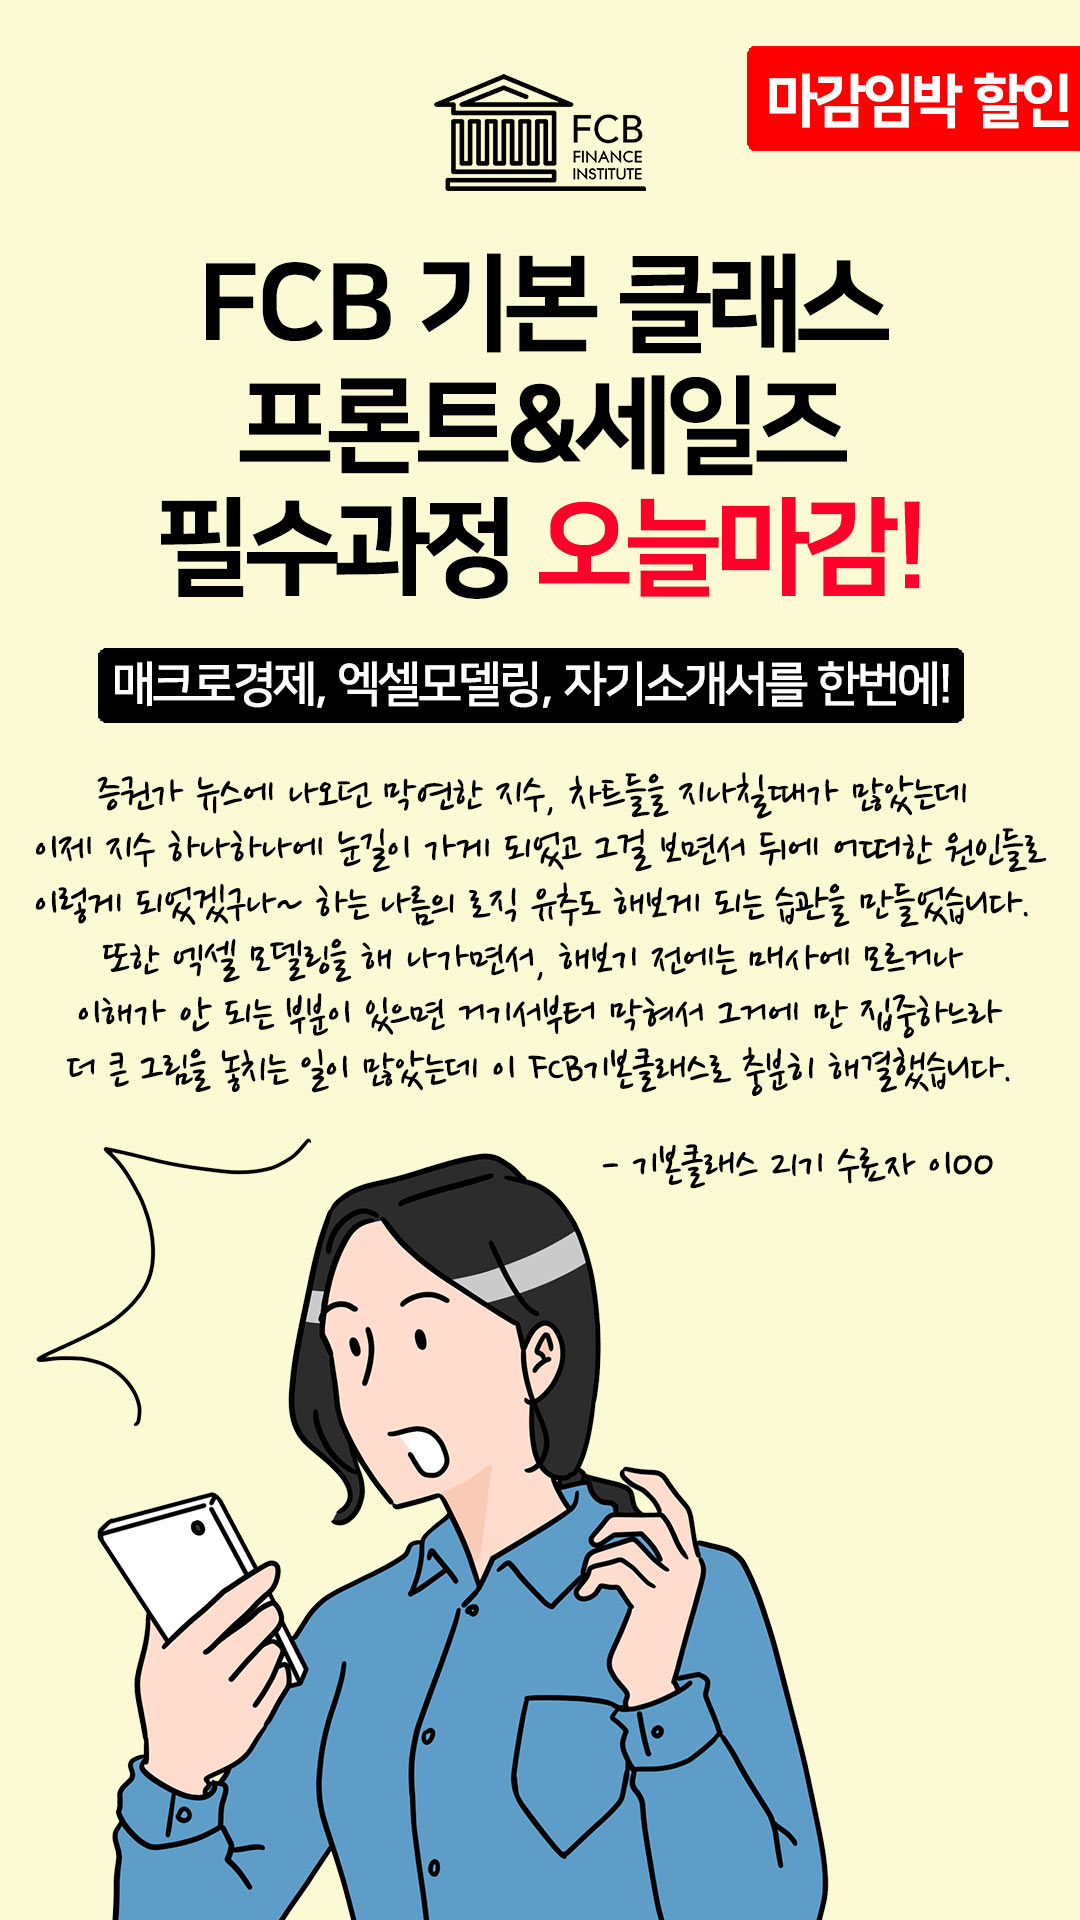 마감임박 할인
FCB
FINANCE
INSTITUTE
FCB 기본 클래스
프론트&세일즈
필수과정 오늘마감!
매크로경제, 엑셀모델링, 자기소개서를 한번에!
증권가 뉴스에 나오던 막연한 지수, 차트들을 지나칠때가 많았는데
이제 지수 하나하나에 눈길이 가게 되었고 그걸 보면서 뒤에 어떠한 원인들로
이렇게 되었겠구나~ 하는 나름의 로직 유추도 해보게 되는 습관을 만들었습니다.
또한 엑셀 모델링을 해 나가면서, 해보기 전에는 매사에 모르거나
이해가 안 되는 부분이 있으면 거기서부터 막혀서 그거에 만 집중하느라
더 큰 그림을 놓치는 일이 많았는데 이 FCB기본클래스로 충분히 해결했습니다.
- 기본클래스 21기 수료자 이OO